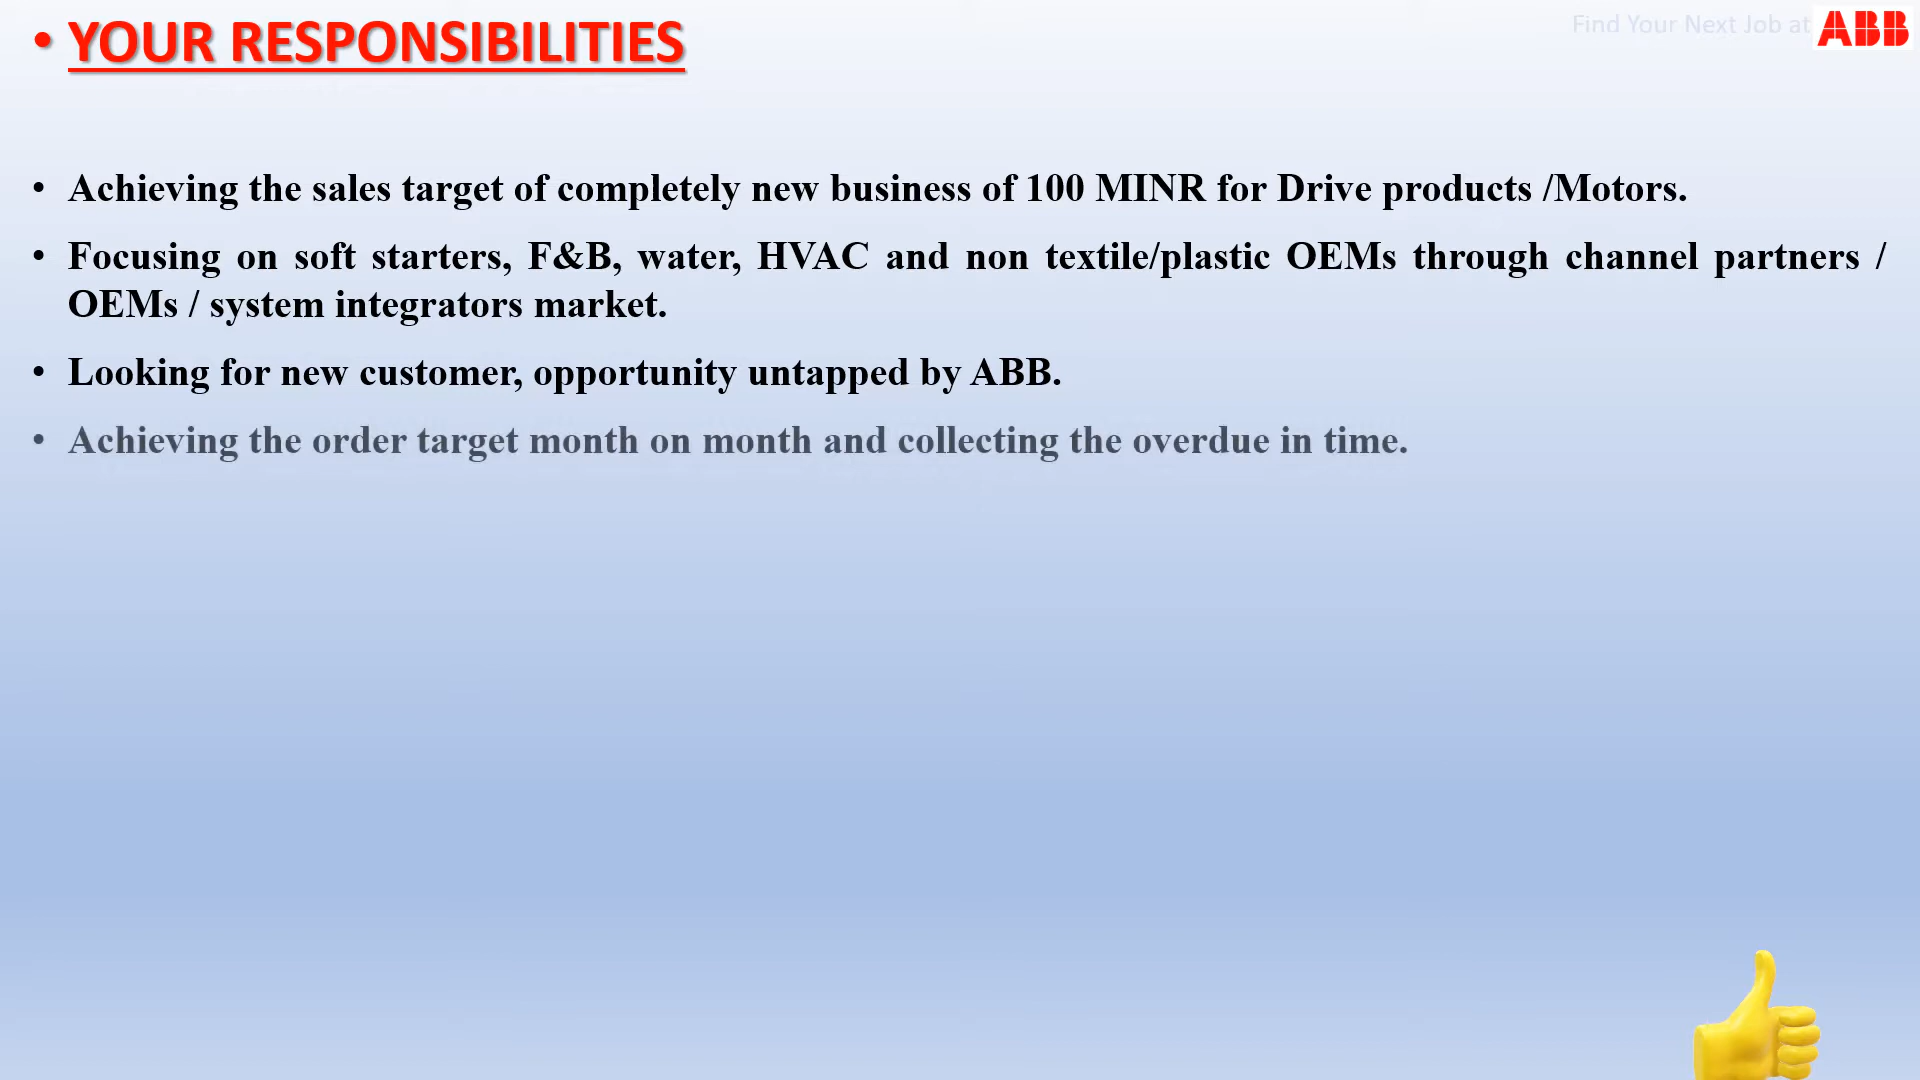 • YOUR RESPONSIBILITIES
Find Your Next Job at ABB
• Achieving the sales target of completely new business of 100 MINR for Drive products /Motors.
• Focusing on soft starters, F&B, water, HVAC and non textile/plastic OEMs through channel partners /
OEMs / system integrators market.
• Looking for new customer, opportunity untapped by ABB.
• Achieving the order target month on month and collecting the overdue in time.